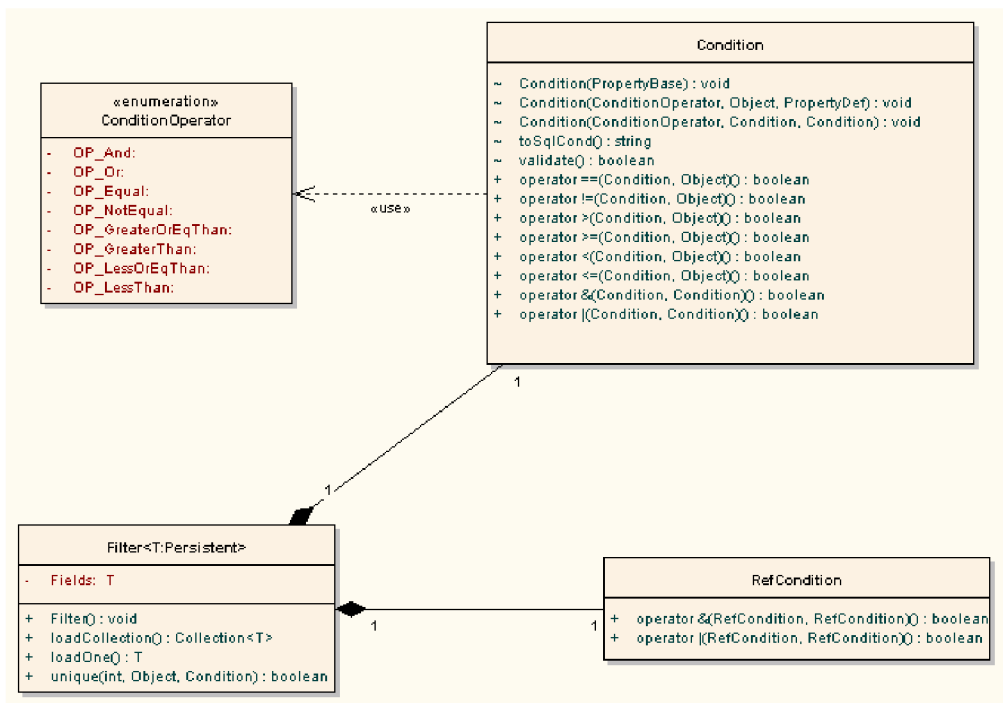 «enumeration»
ConditionOperator
- OP_And:
- OP_Or:
- OP_Equal:
- OP_NotEqual:
- OP_GreaterOrEqThan:
- OP_GreaterThan:
- OP_LessOrEqThan:
- OP_LessThan:
«use»
Condition
~ Condition(PropertyBase) : void
~ Condition(ConditionOperator, Object, PropertyDef) : void
~ Condition(ConditionOperator, Condition, Condition) : void
~ toSqlCond() : string
~ validate() : boolean
+ operator ==(Condition, Object)() : boolean
+ operator !=(Condition, Object)() : boolean
+ operator >(Condition, Object)() : boolean
+ operator >=(Condition, Object)() : boolean
+ operator <(Condition, Object)() : boolean
+ operator <=(Condition, Object)() : boolean
+ operator &(Condition, Condition)() : boolean
+ operator |(Condition, Condition)() : boolean
1
1
Filter<T:Persistent>
- Fields: T
+ Filter() : void
+ loadCollection() : Collection<T>
+ loadOne() : T
+ unique(int, Object, Condition) : boolean
1
1
RefCondition
+ operator &(RefCondition, RefCondition)() : boolean
+ operator |(RefCondition, RefCondition)() : boolean